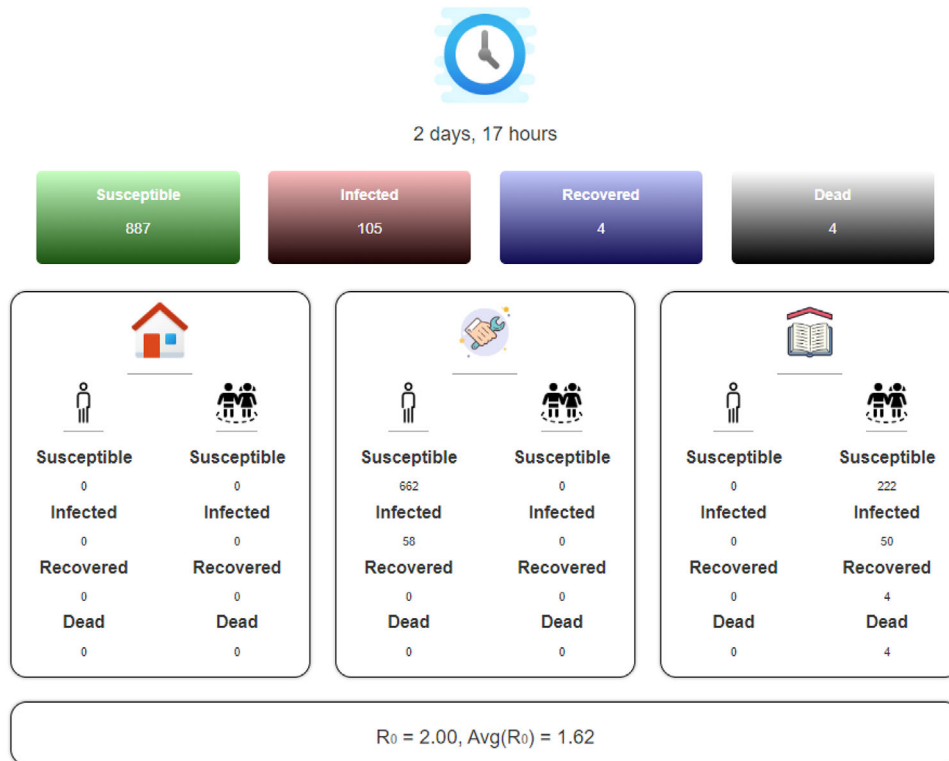 2 days, 17 hours
Susceptible
887
Infected
105
Recovered
4
Dead
4
Susceptible
0
Infected
0
Recovered
0
Dead
0
Susceptible
0
Infected
0
Recovered
0
Dead
0
Susceptible
662
Infected
58
Recovered
0
Dead
0
Susceptible
0
Infected
0
Recovered
0
Dead
0
Susceptible
0
Infected
0
Recovered
0
Dead
0
Susceptible
222
Infected
50
Recovered
4
Dead
4
R₀ = 2.00, Avg(R₀) = 1.62